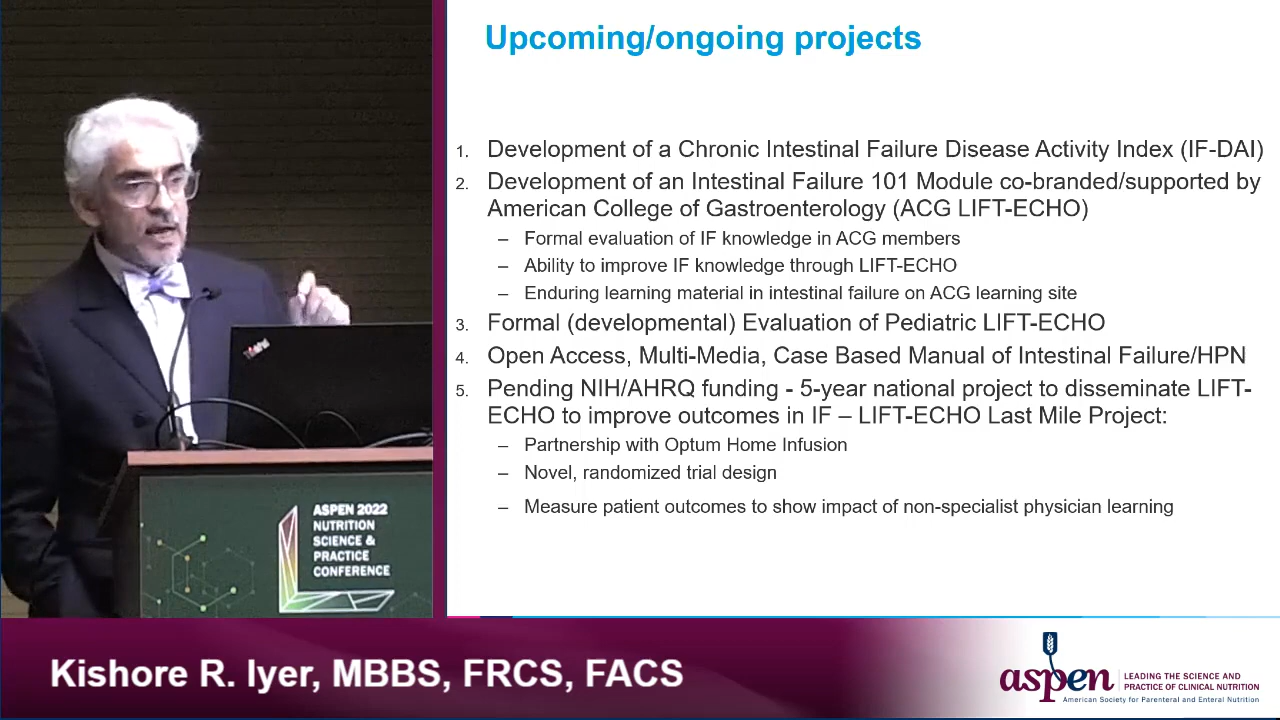 Upcoming/ongoing projects
1. Development of a Chronic Intestinal Failure Disease Activity Index (IF-DAI)
2. Development of an Intestinal Failure 101 Module co-branded/supported by
American College of Gastroenterology (ACG LIFT-ECHO)
– Formal evaluation of IF knowledge in ACG members
– Ability to improve IF knowledge through LIFT-ECHO
– Enduring learning material in intestinal failure on ACG learning site
3. Formal (developmental) Evaluation of Pediatric LIFT-ECHO
4. Open Access, Multi-Media, Case Based Manual of Intestinal Failure/HPN
5. Pending NIH/AHRQ funding - 5-year national project to disseminate LIFT-
ECHO to improve outcomes in IF – LIFT-ECHO Last Mile Project:
– Partnership with Optum Home Infusion
– Novel, randomized trial design
– Measure patient outcomes to show impact of non-specialist physician learning
ASPEN 2022
NUTRITION
SCIENCE &
PRACTICE
CONFERENCE
Kishore R. Iyer, MBBS, FRCS, FACS
aspen
LEADING THE SCIENCE AND
PRACTICE OF CLINICAL NUTRITION
American Society for Parenteral and Enteral Nutrition